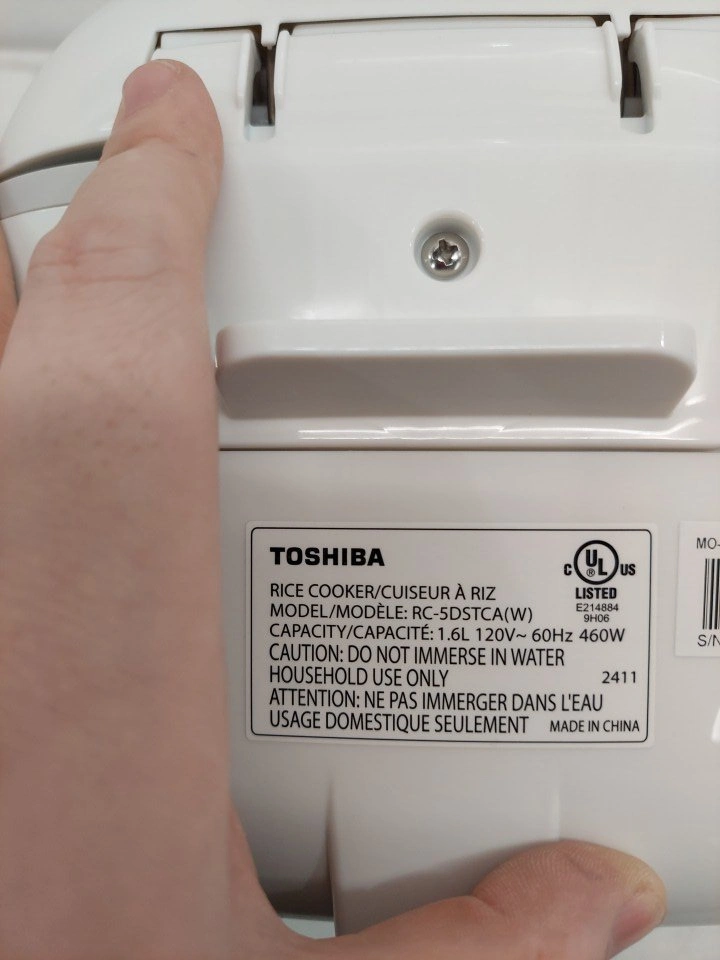 TOSHIBA
C UL US
®
LISTED
E214884
9H06
RICE COOKER/CUISEUR À RIZ
MODEL/MODÈLE: RC-5DSTCA(W)
CAPACITY/CAPACITÉ: 1.6L 120V~ 60Hz 460W
CAUTION: DO NOT IMMERSE IN WATER
HOUSEHOLD USE ONLY 2411
ATTENTION: NE PAS IMMERGER DANS L'EAU
USAGE DOMESTIQUE SEULEMENT MADE IN CHINA
MO-
S/N